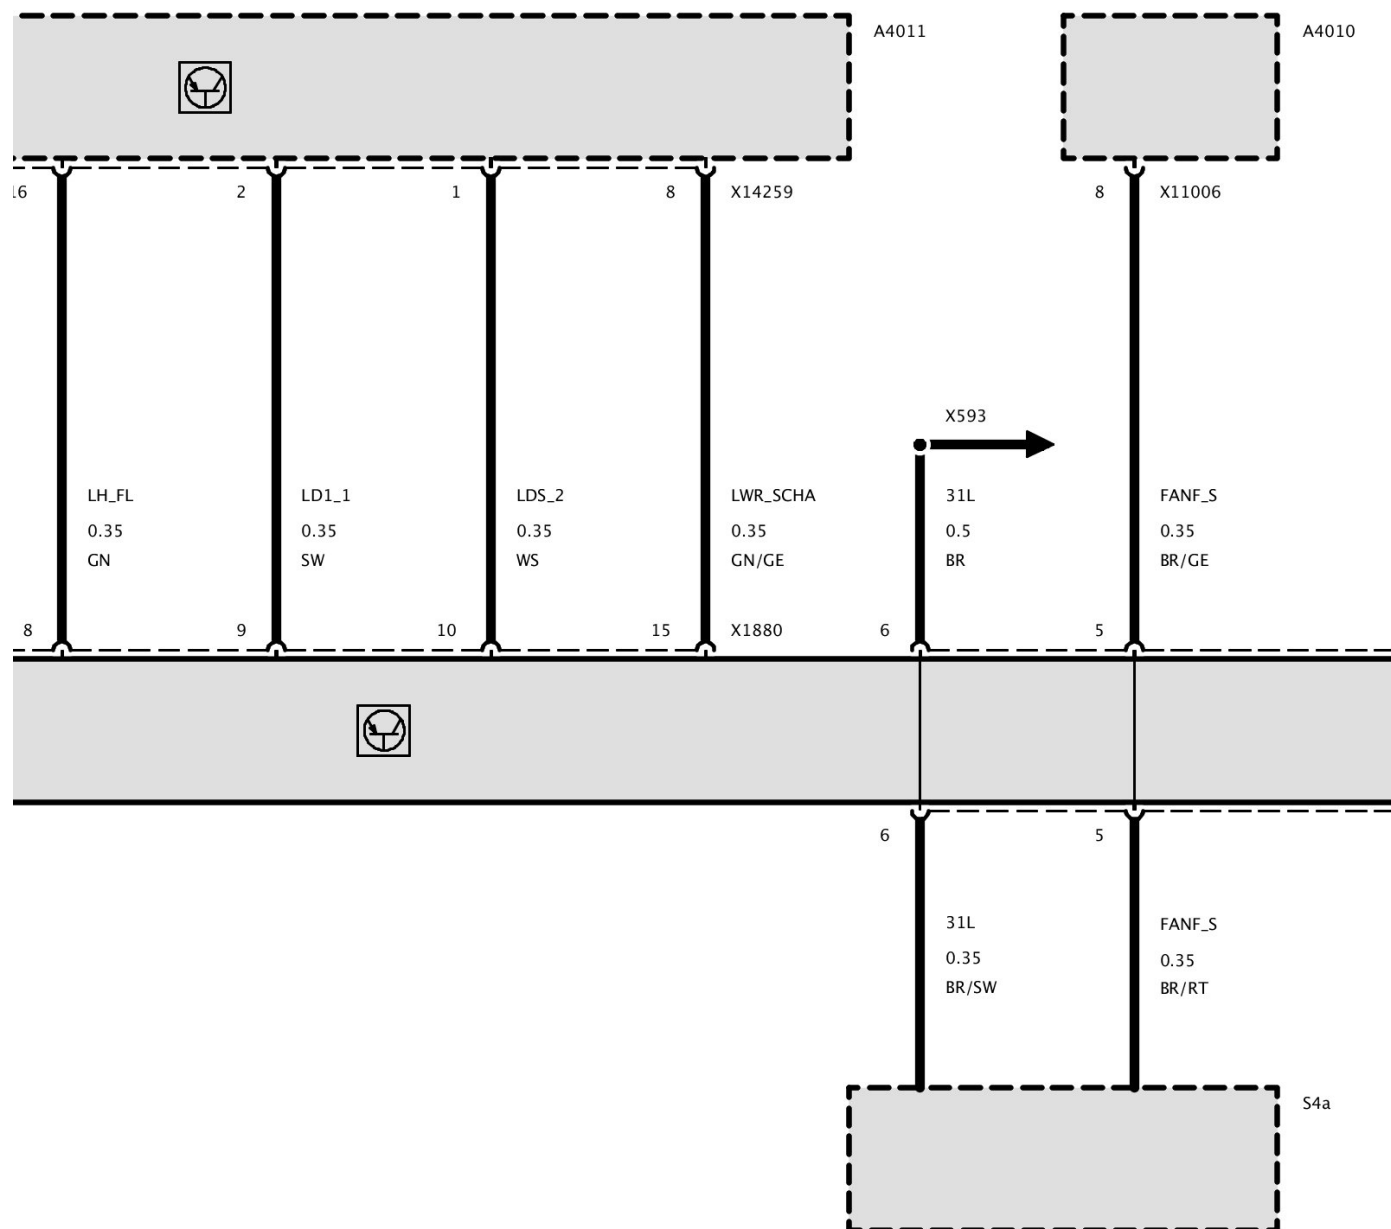 A4011
A4010
16
2
1
8
X14259
8
X11006
X593
LH_FL
0.35
GN
LD1_1
0.35
SW
LDS_2
0.35
WS
LWR_SCHA
0.35
GN/GE
31L
0.5
BR
FANF_S
0.35
BR/GE
8
9
10
15
X1880
6
5
6
5
31L
0.35
BR/SW
FANF_S
0.35
BR/RT
S4a